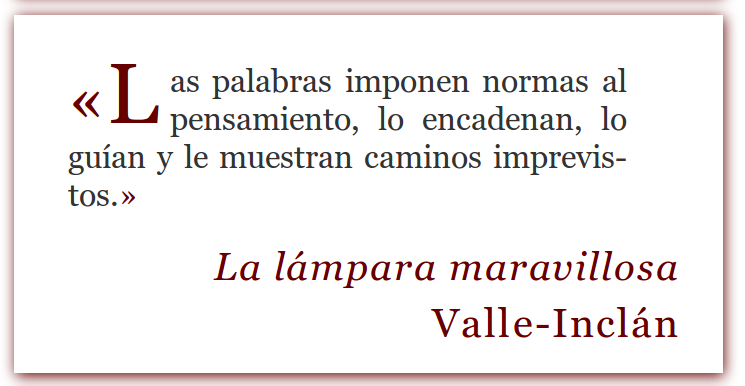 «Las palabras imponen normas al
pensamiento, lo encadenan, lo
guían y le muestran caminos imprevis-
tos.»
La lámpara maravillosa
Valle-Inclán